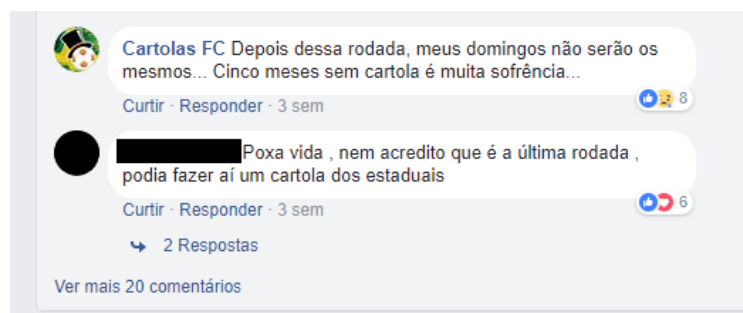 Cartolas FC Depois dessa rodada, meus domingos não serão os
mesmos... Cinco meses sem cartola é muita sofrência...
Curtir · Responder · 3 sem
8
Poxa vida , nem acredito que é a última rodada ,
podia fazer aí um cartola dos estaduais
Curtir · Responder · 3 sem
6
2 Respostas
Ver mais 20 comentários